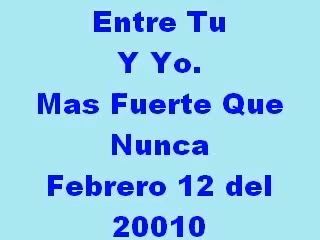 Entre Tu
Y Yo.
Mas Fuerte Que
Nunca
Febrero 12 del
20010